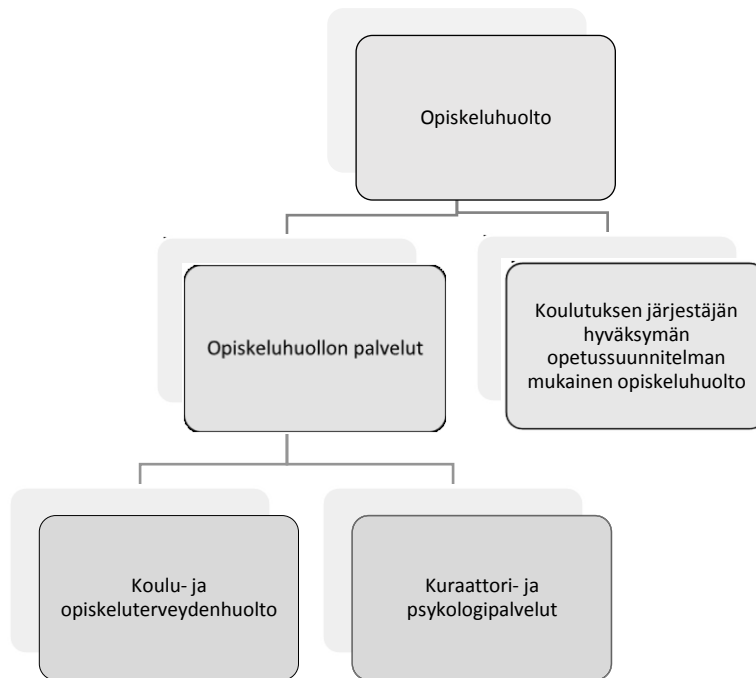 Opiskeluhuolto
Opiskeluhuollon palvelut
Koulutuksen järjestäjän
hyväksymän
opetussuunnitelman
mukainen opiskeluhuolto
Koulu- ja
opiskeluterveydenhuolto
Kuraattori- ja
psykologipalvelut